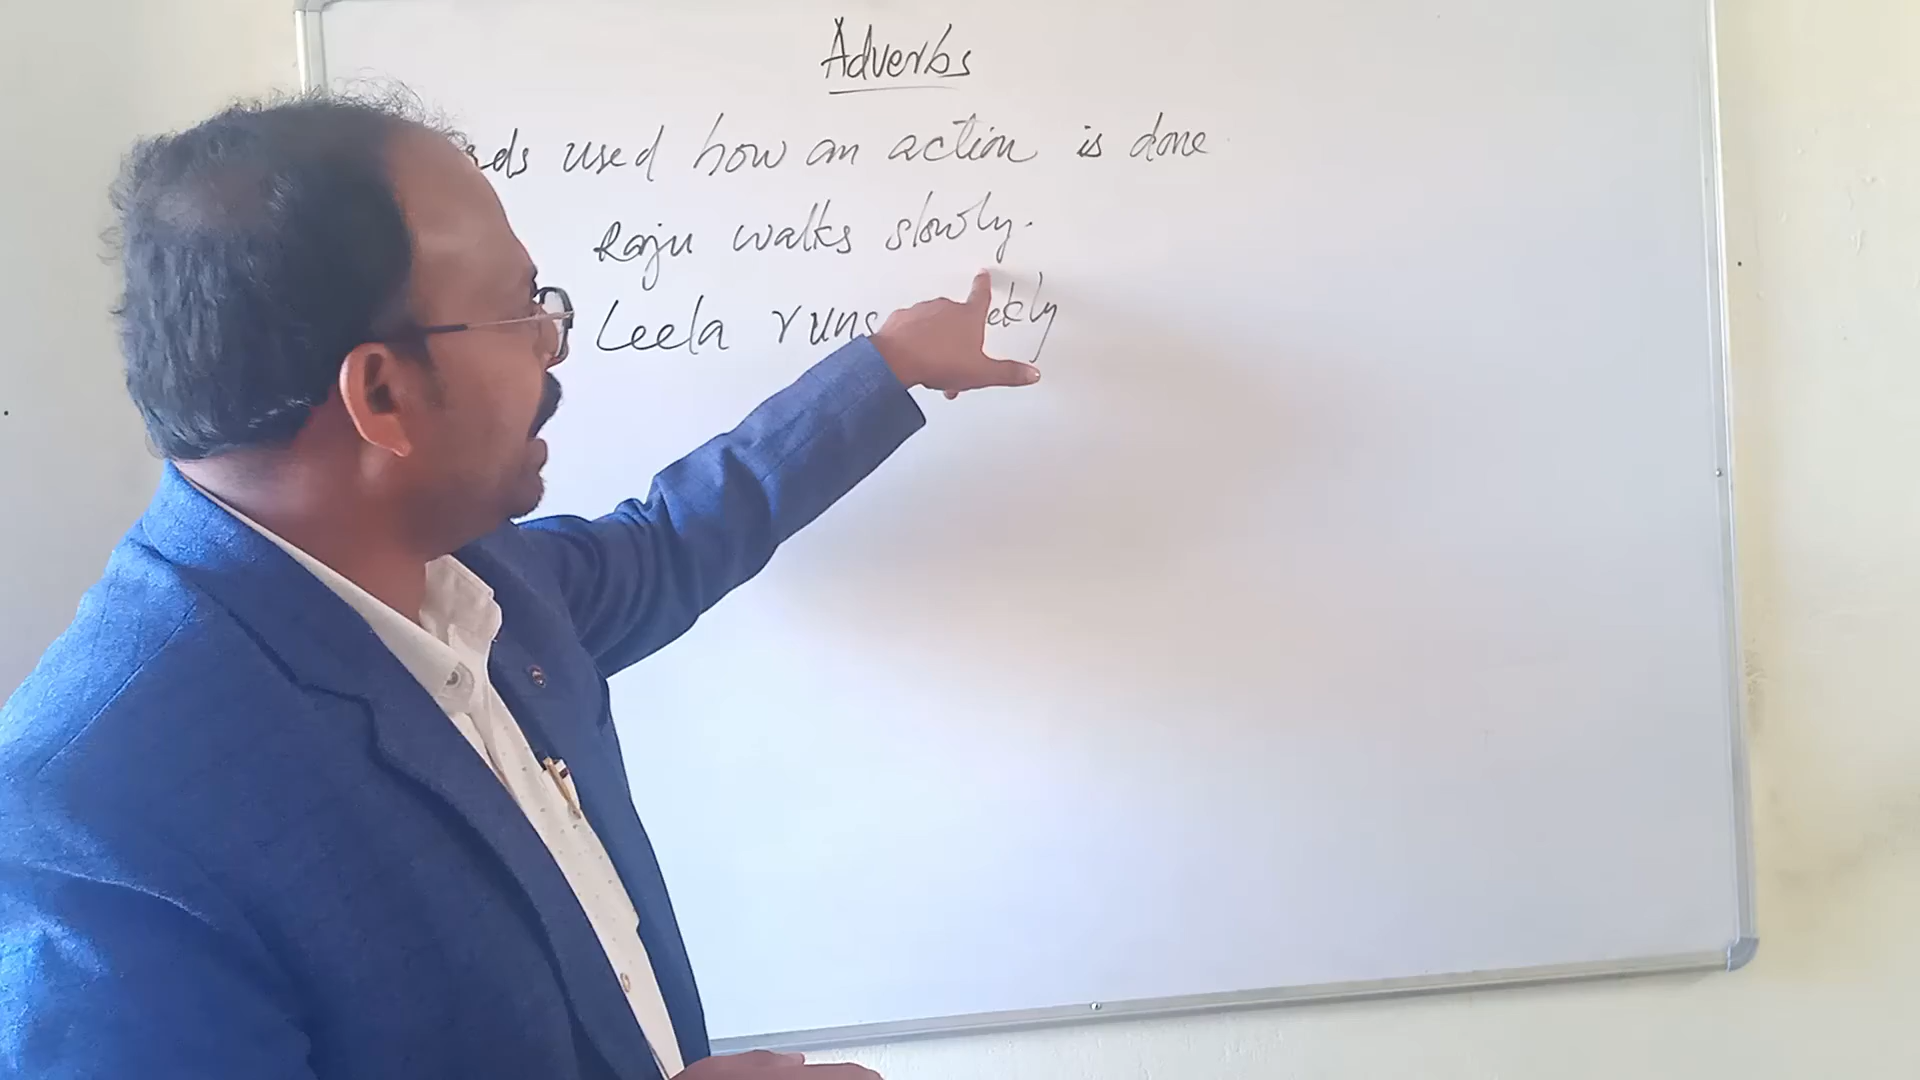 Adverbs
used how an action is done
Raju walks slowly.
Leela runs